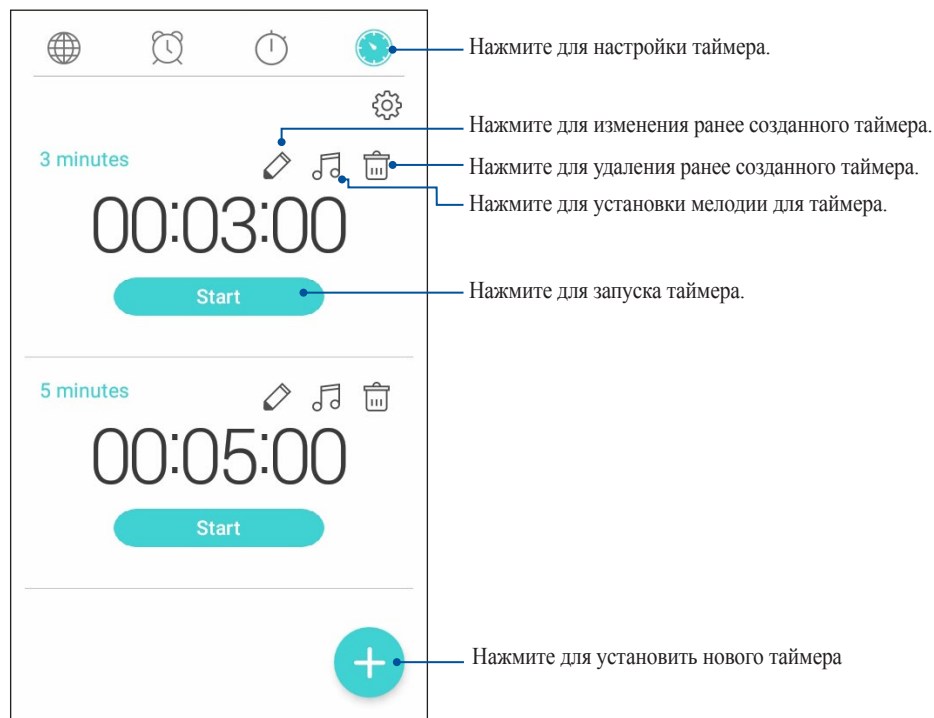 Нажмите для настройки таймера.
Нажмите для изменения ранее созданного таймера.
3 minutes
Нажмите для удаления ранее созданного таймера.
Нажмите для установки мелодии для таймера.
00:03:00
Start
Нажмите для запуска таймера.
5 minutes
00:05:00
Start
Нажмите для установить нового таймера